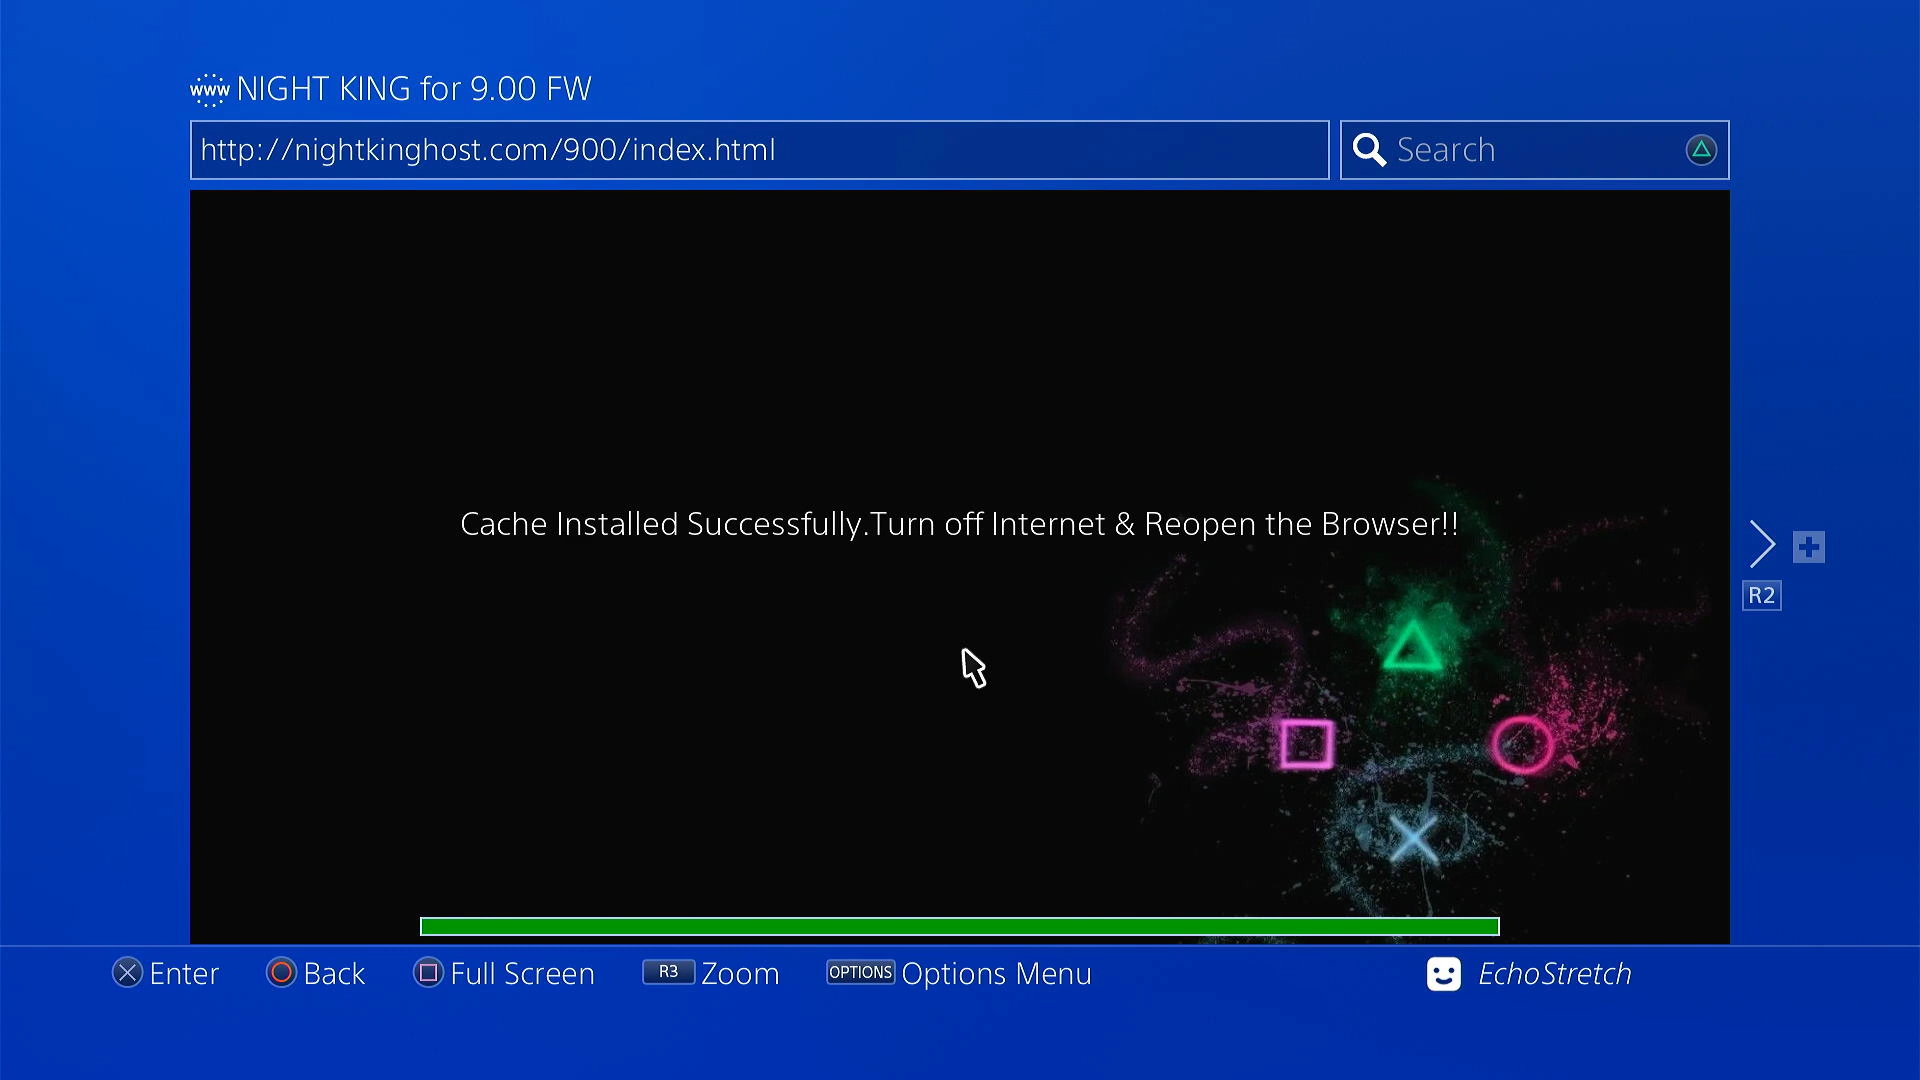 www NIGHT KING for 9.00 FW
http://nightkinghost.com/900/index.html
Search
Cache Installed Successfully.Turn off Internet & Reopen the Browser!!
R2
Enter Back Full Screen R3 Zoom OPTIONS Options Menu EchoStretch